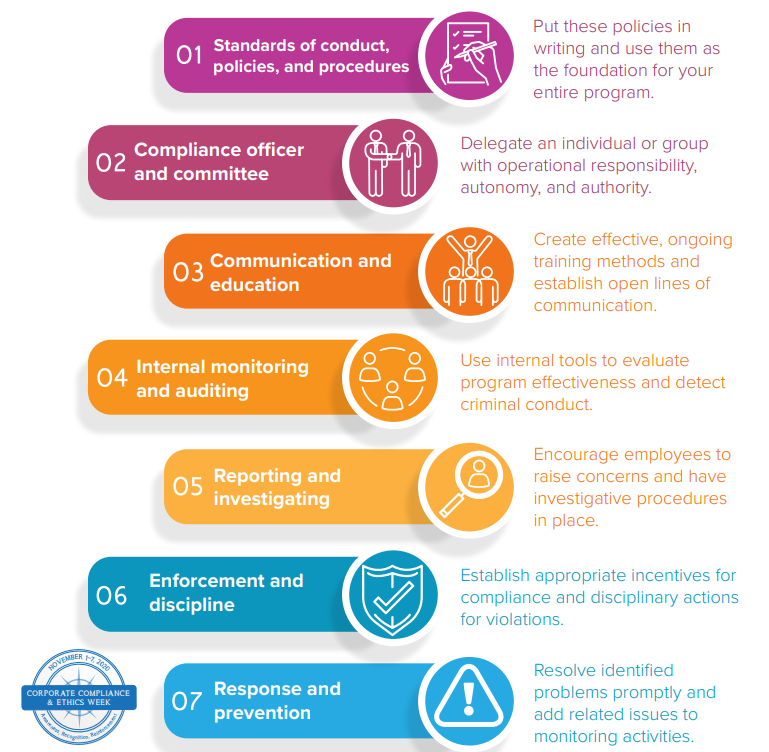 01
Standards of conduct,
policies, and procedures
Put these policies in
writing and use them as
the foundation for your
entire program.
02
Compliance officer
and committee
Delegate an individual or group
with operational responsibility,
autonomy, and authority.
03
Communication and
education
Create effective, ongoing
training methods and
establish open lines of
communication.
04
Internal monitoring
and auditing
Use internal tools to evaluate
program effectiveness and detect
criminal conduct.
05
Reporting and
investigating
Encourage employees to
raise concerns and have
investigative procedures
in place.
06
Enforcement and
discipline
Establish appropriate incentives for
compliance and disciplinary actions
for violations.
07
Response and
prevention
Resolve identified
problems promptly and
add related issues to
monitoring activities.
NOVEMBER 1–7, 2020
CORPORATE COMPLIANCE
& ETHICS WEEK
Awareness, Recognition, Reinforcement